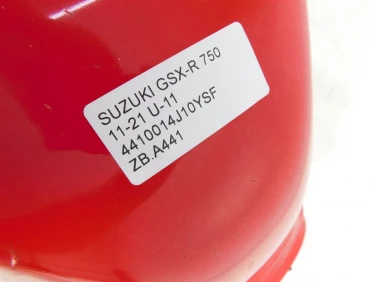 SUZUKI GSX-R 750
11-21 U-11
4410014J10YSF
ZB.A441